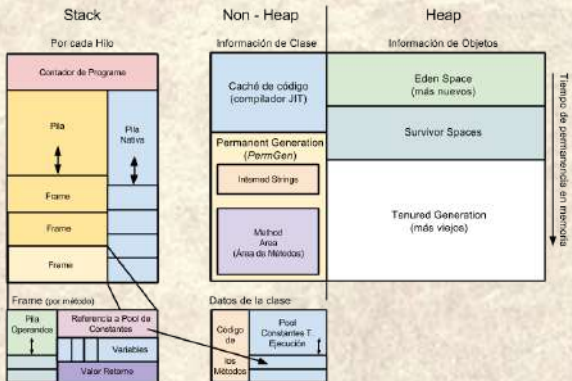 Stack
Non - Heap
Heap
Por cada Hilo
Información de Clase
Información de Objetos
Contador de Programa
Pila
Pila
Nativa
Frame
Frame
Frame
Caché de código
(compilador JIT)
Permanent Generation
(PermGen)
Interned Strings
Method
Area
(Área de Métodos)
Eden Space
(más nuevos)
Survivor Spaces
Tenured Generation
(más viejos)
Tiempo de permanencia en memoria
Frame (por método)
Pila
Operandos
Referencia a Pool de
Constantes
Variables
Valor Retorno
Datos de la clase
Código
de
los
Métodos
Pool
Constantes T.
Ejecución